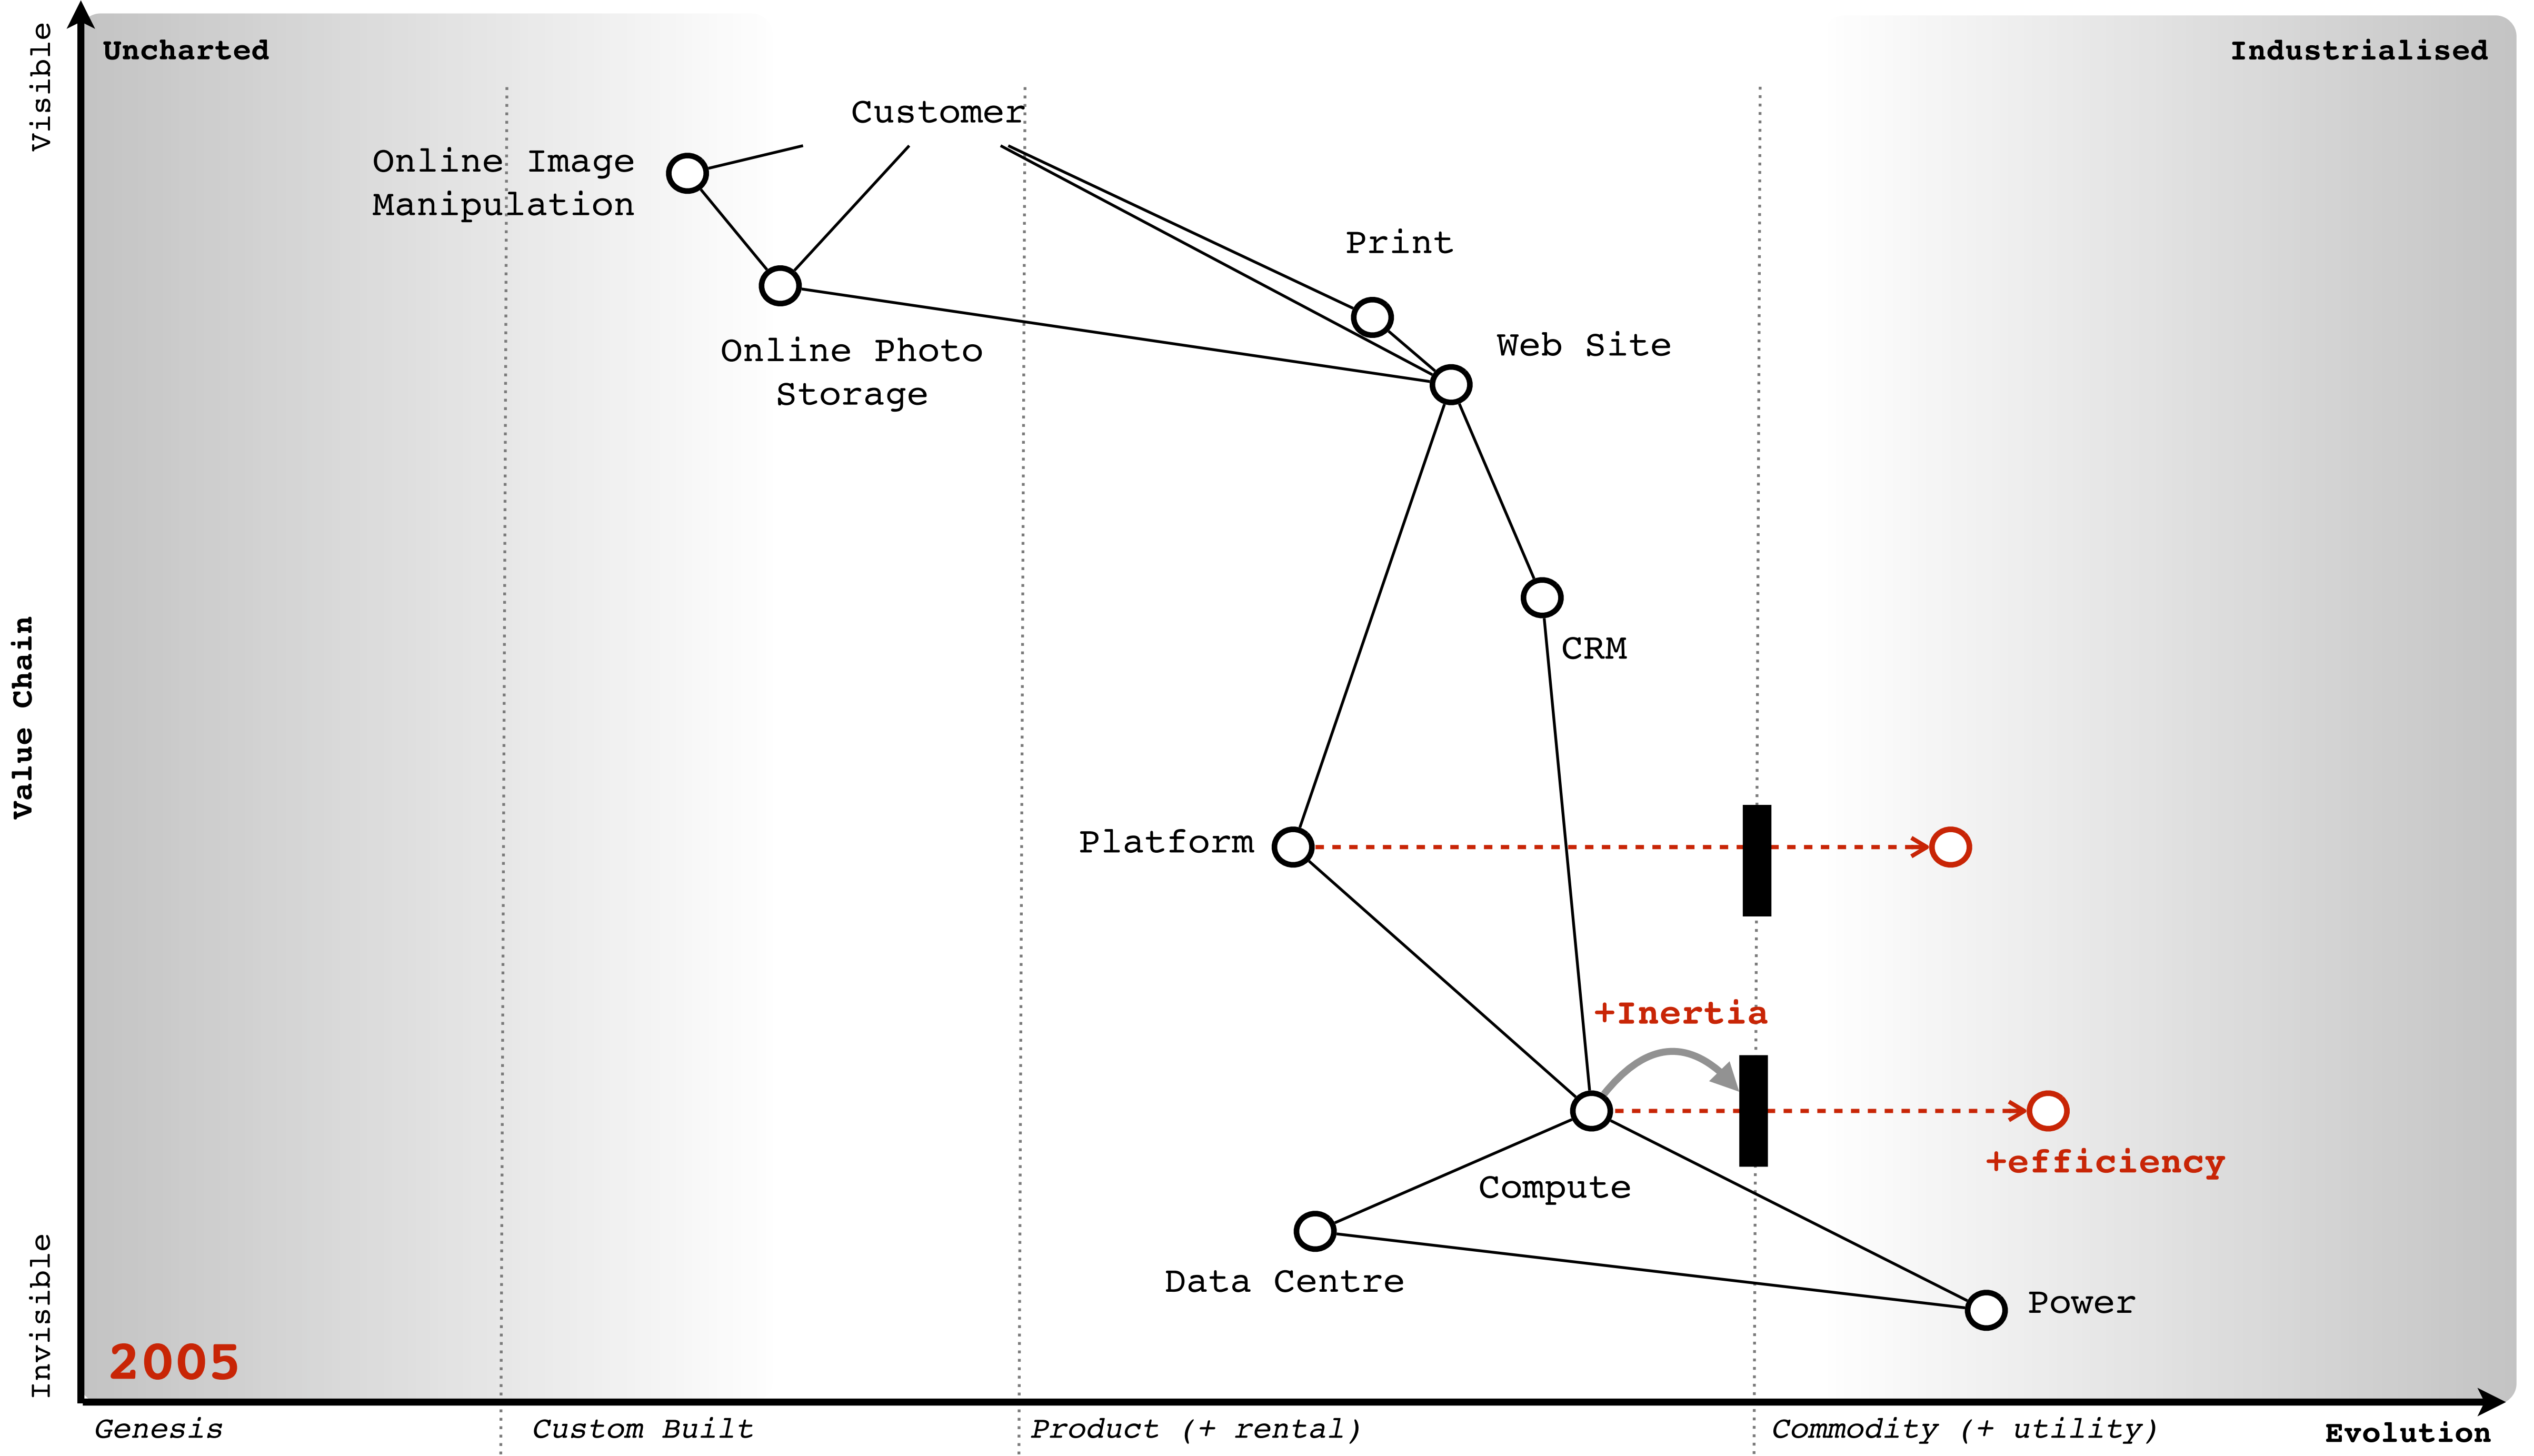 Visible
Uncharted
Industrialised
Customer
Online Image
Manipulation
Print
Web Site
Online Photo
Storage
Value Chain
CRM
Platform
+Inertia
+efficiency
Compute
Data Centre
Power
Invisible
2005
Genesis
Custom Built
Product (+ rental)
Commodity (+ utility)
Evolution